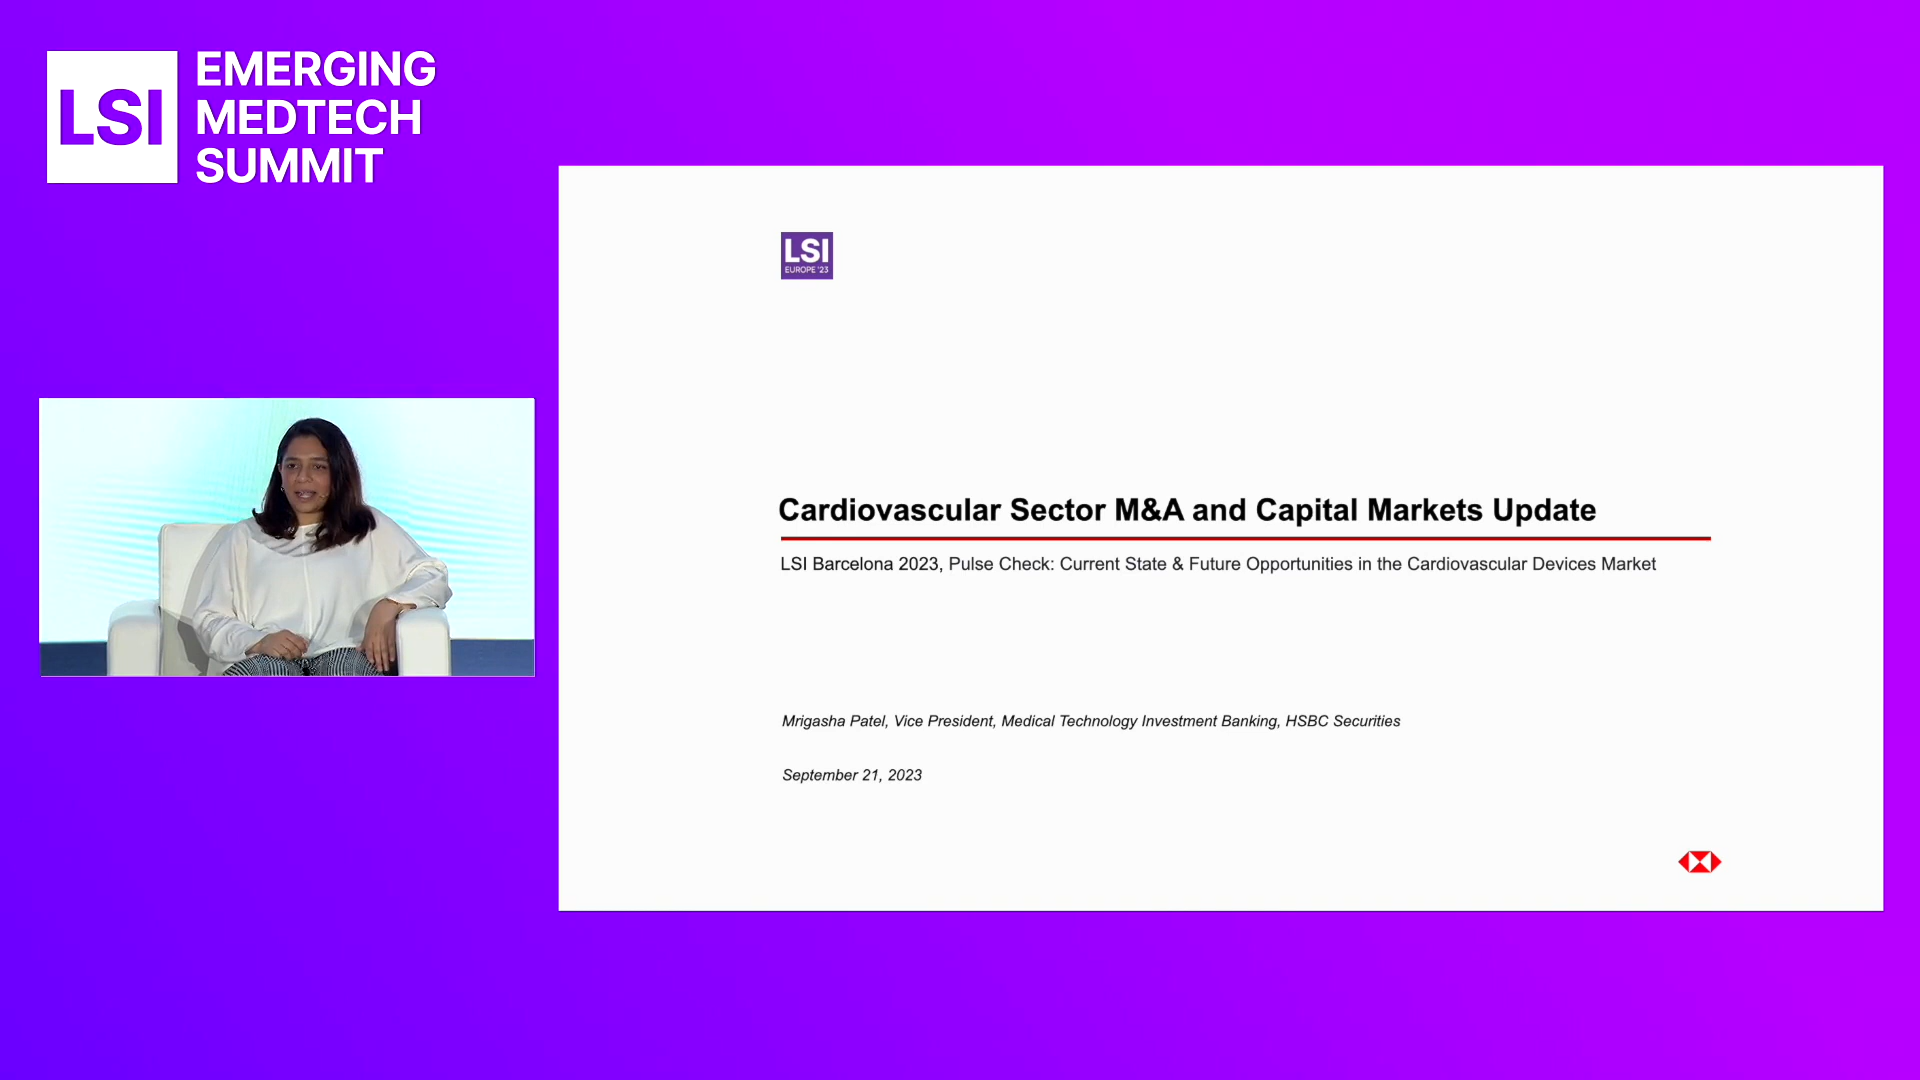 LSI
EMERGING
MEDTECH
SUMMIT
LSI
EUROPE '23
Cardiovascular Sector M&A and Capital Markets Update
LSI Barcelona 2023, Pulse Check: Current State & Future Opportunities in the Cardiovascular Devices Market
Mrigasha Patel, Vice President, Medical Technology Investment Banking, HSBC Securities
September 21, 2023